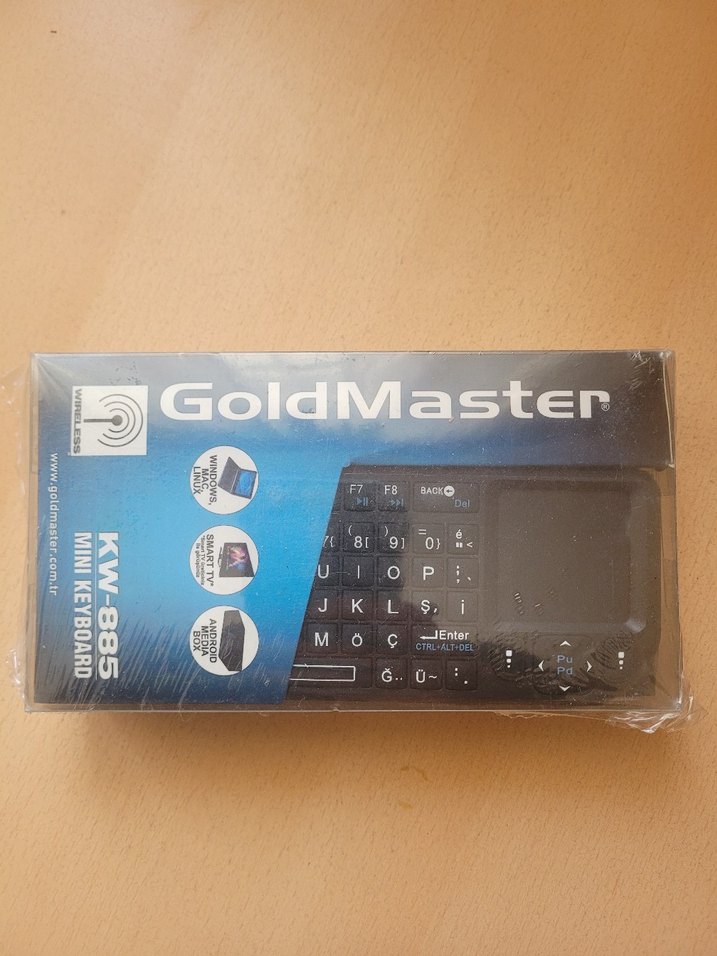 GoldMaster®
WIRELESS
www.goldmaster.com.tr
KW-885
MINI KEYBOARD
WINDOWS,
MAC,
LINUX
SMART TV*
ANDROID
MEDIA
BOX
F7 F8 BACK
Del
7{ ( 8[ ) 9] = 0} é " <
U I O P ; ,
J K L Ş, İ
M Ö Ç Enter
CTRL+ALT+DEL
Ğ.. Ü~ : .
Pu
Pd